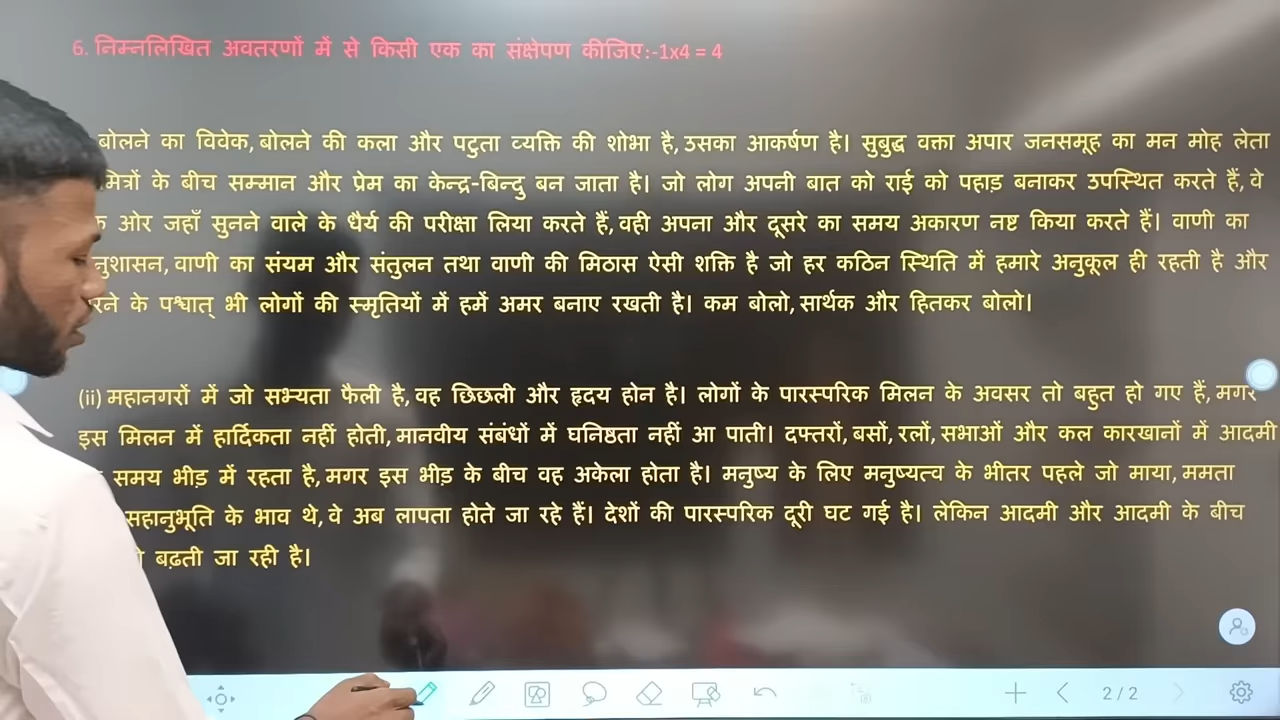 6. निम्नलिखित अवतरणों में से किसी एक का संक्षेपण कीजिए:-1x4 = 4
बोलने का विवेक, बोलने की कला और पटुता व्यक्ति की शोभा है, उसका आकर्षण है। सुबुद्ध वक्ता अपार जनसमूह का मन मोह लेता
मित्रों के बीच सम्मान और प्रेम का केन्द्र-बिन्दु बन जाता है। जो लोग अपनी बात को राई को पहाड़ बनाकर उपस्थित करते हैं, वे
ओर जहाँ सुनने वाले के धैर्य की परीक्षा लिया करते हैं, वही अपना और दूसरे का समय अकारण नष्ट किया करते हैं। वाणी का
नुशासन, वाणी का संयम और संतुलन तथा वाणी की मिठास ऐसी शक्ति है जो हर कठिन स्थिति में हमारे अनुकूल ही रहती है और
रने के पश्चात् भी लोगों की स्मृतियों में हमें अमर बनाए रखती है। कम बोलो, सार्थक और हितकर बोलो।
(ii) महानगरों में जो सभ्यता फैली है, वह छिछली और हृदय होन है। लोगों के पारस्परिक मिलन के अवसर तो बहुत हो गए हैं, मगर
इस मिलन में हार्दिकता नहीं होती, मानवीय संबंधों में घनिष्ठता नहीं आ पाती। दफ्तरों, बसों, रलों, सभाओं और कल कारखानों में आदमी
समय भीड़ में रहता है, मगर इस भीड़ के बीच वह अकेला होता है। मनुष्य के लिए मनुष्यत्व के भीतर पहले जो माया, ममता
सहानुभूति के भाव थे, वे अब लापता होते जा रहे हैं। देशों की पारस्परिक दूरी घट गई है। लेकिन आदमी और आदमी के बीच
बढ़ती जा रही है।
2/2